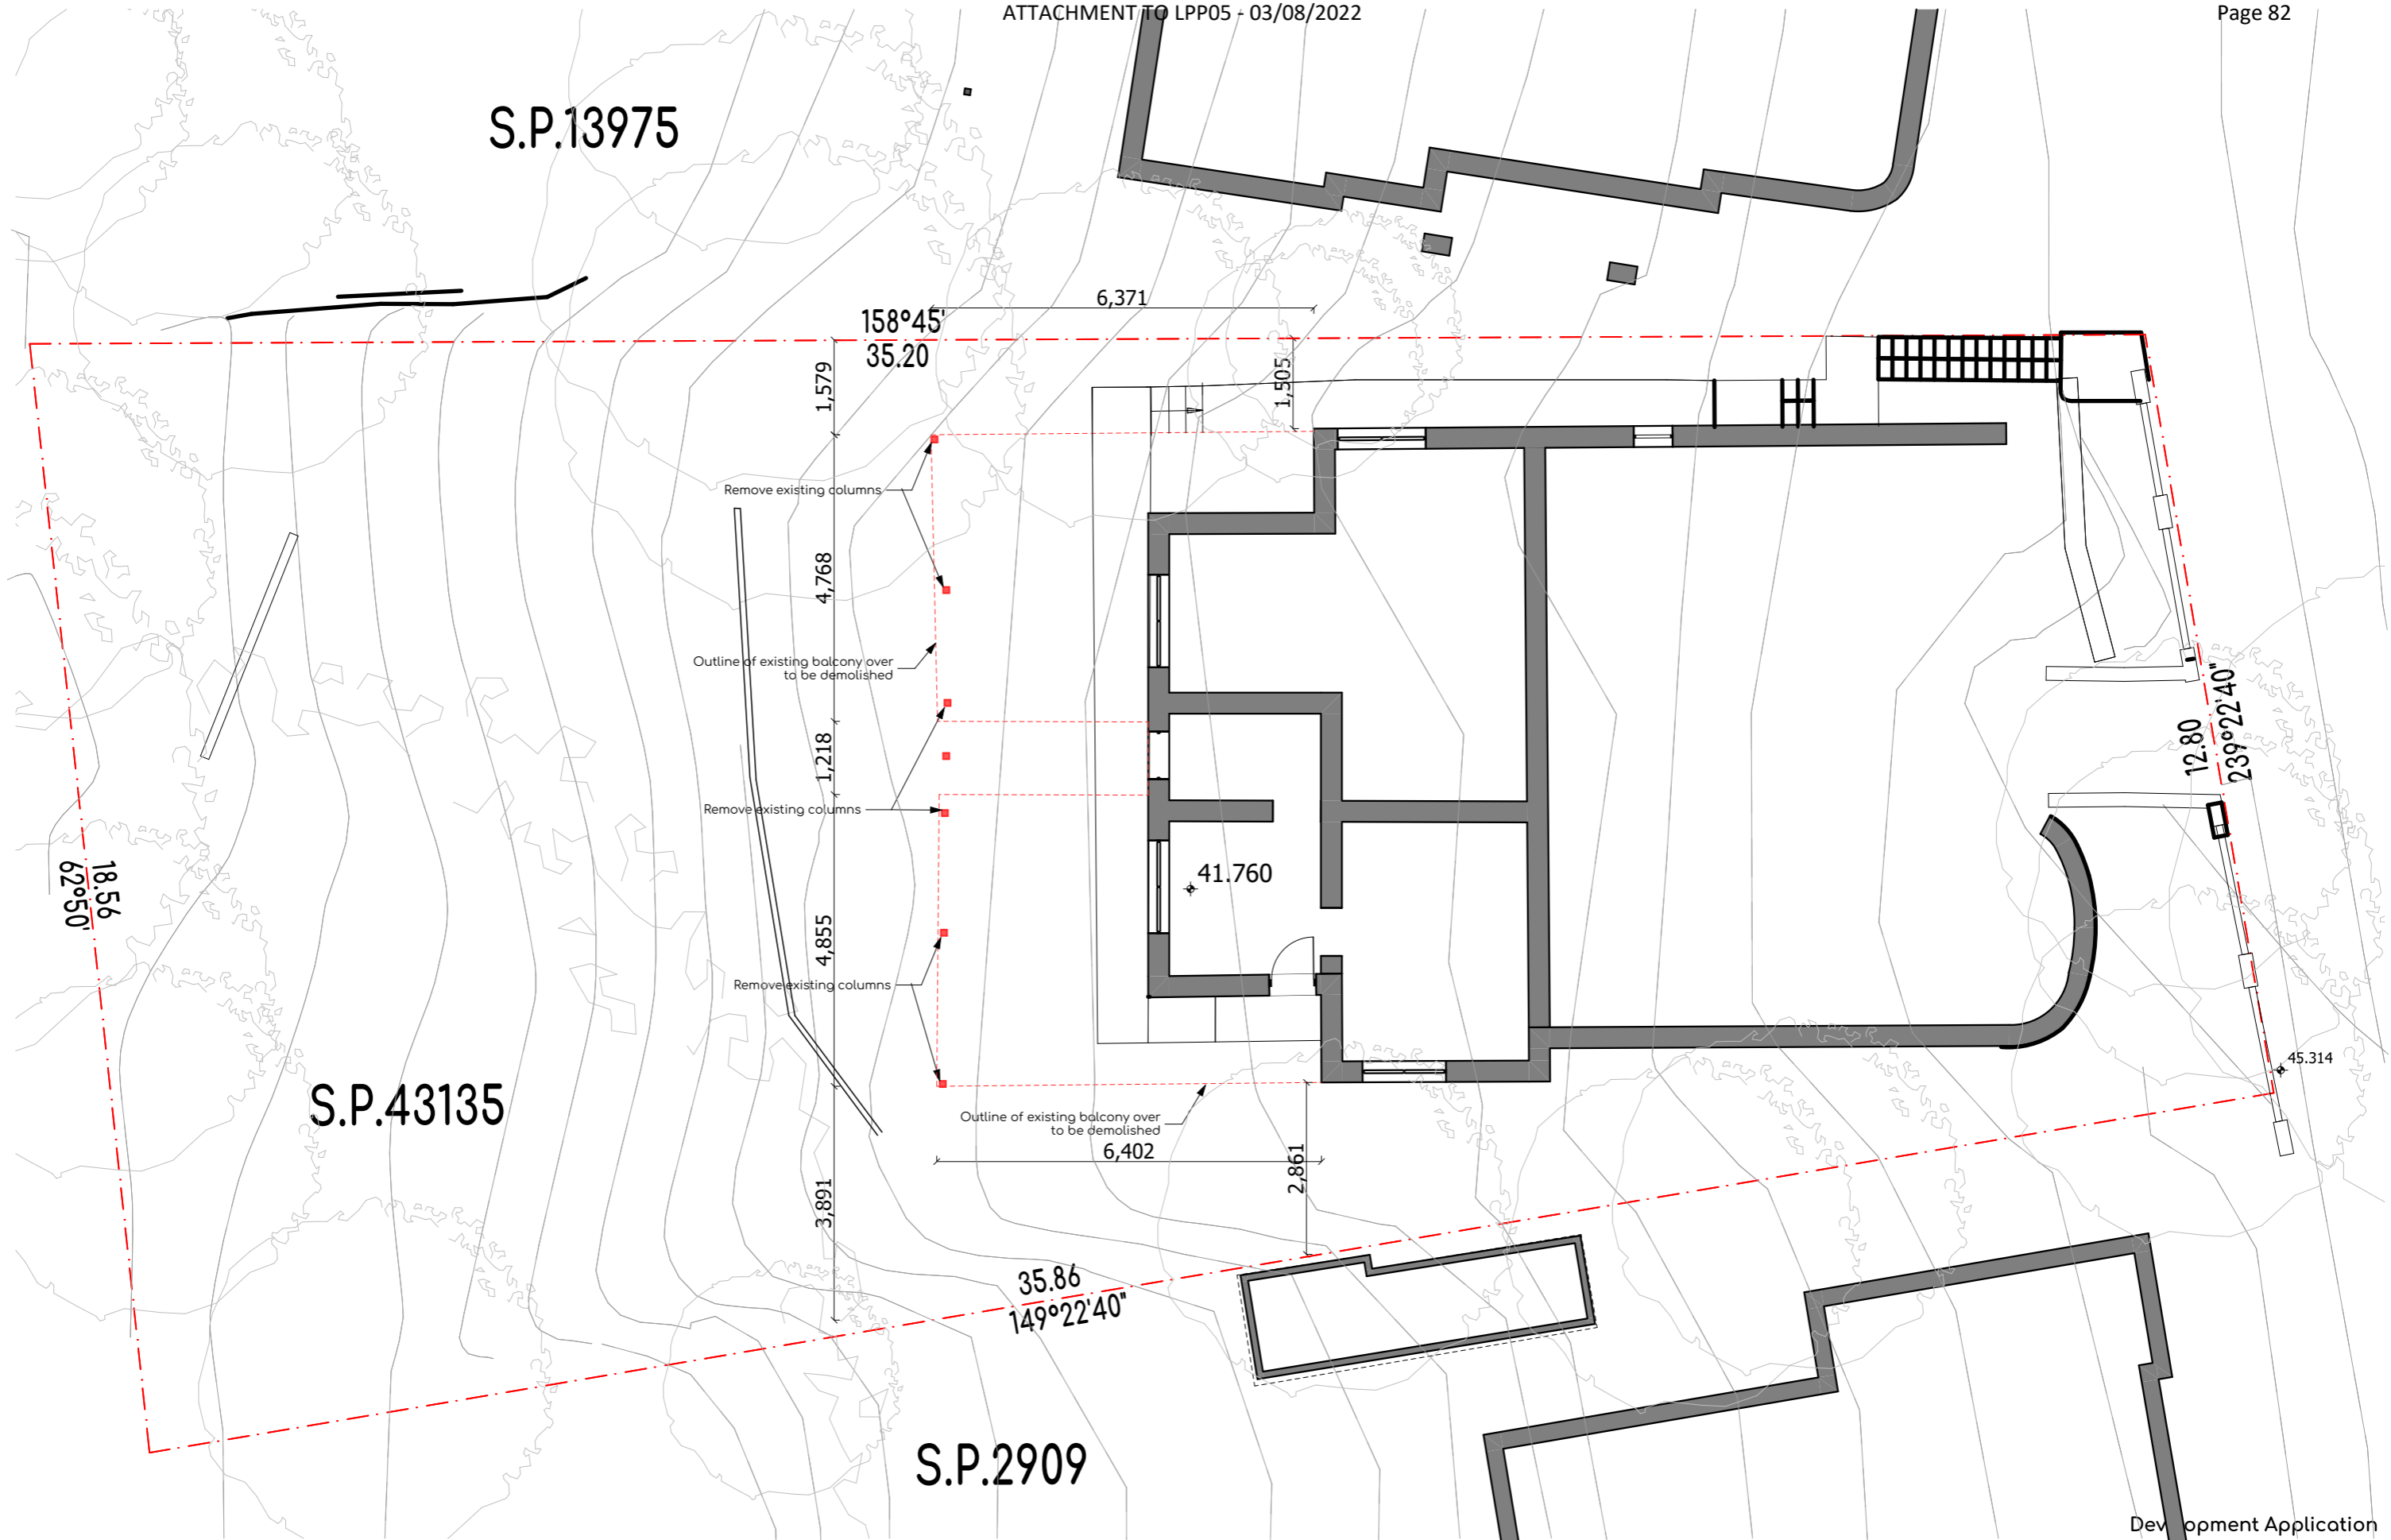 ATTACHMENT TO LPP05 - 03/08/2022
Page 82
S.P.13975
6,371
158°45'
35.20
1,579
1,505
Remove existing columns
4,768
Outline of existing balcony over
to be demolished
1,218
Remove existing columns
12.80
239°22'40"
41.760
18.56
62°50'
4,855
Remove existing columns
45.314
S.P.43135
Outline of existing balcony over
to be demolished
6,402
2,861
3,891
35.86
149°22'40"
S.P.2909
Development Application